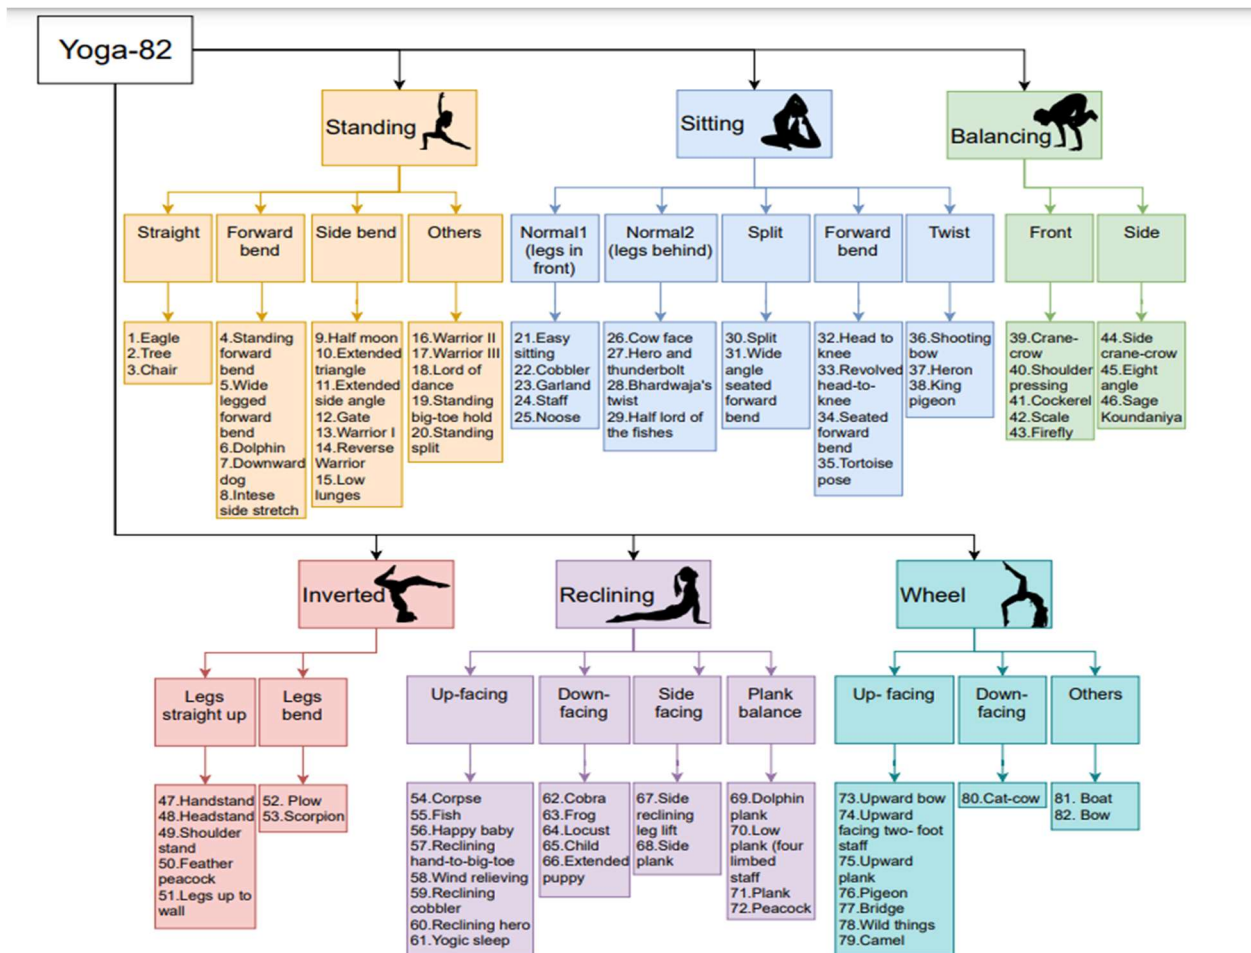 Yoga-82
Standing
Sitting
Balancing
Straight
Forward
bend
Side bend
Others
Normal1
(legs in
front)
Normal2
(legs behind)
Split
Forward
bend
Twist
Front
Side
1.Eagle
2.Tree
3.Chair
4.Standing
forward
bend
5.Wide
legged
forward
bend
6.Dolphin
7.Downward
dog
8.Intese
side stretch
9.Half moon
10.Extended
triangle
11.Extended
side angle
12.Gate
13.Warrior I
14.Reverse
Warrior
15.Low
lunges
16.Warrior II
17.Warrior III
18.Lord of
dance
19.Standing
big-toe hold
20.Standing
split
21.Easy
sitting
22.Cobbler
23.Garland
24.Staff
25.Noose
26.Cow face
27.Hero and
thunderbolt
28.Bhardwaja's
twist
29.Half lord of
the fishes
30.Split
31.Wide
angle
seated
forward
bend
32.Head to
knee
33.Revolved
head-to-
knee
34.Seated
forward
bend
35.Tortoise
pose
36.Shooting
bow
37.Heron
38.King
pigeon
39.Crane-
crow
40.Shoulder
pressing
41.Cockerel
42.Scale
43.Firefly
44.Side
crane-crow
45.Eight
angle
46.Sage
Koundaniya
Inverted
Reclining
Wheel
Legs
straight up
Legs
bend
Up-facing
Down-
facing
Side
facing
Plank
balance
Up- facing
Down-
facing
Others
47.Handstand
48.Headstand
49.Shoulder
stand
50.Feather
peacock
51.Legs up to
wall
52. Plow
53.Scorpion
54.Corpse
55.Fish
56.Happy baby
57.Reclining
hand-to-big-toe
58.Wind relieving
59.Reclining
cobbler
60.Reclining hero
61.Yogic sleep
62.Cobra
63.Frog
64.Locust
65.Child
66.Extended
puppy
67.Side
reclining
leg lift
68.Side
plank
69.Dolphin
plank
70.Low
plank (four
limbed
staff
71.Plank
72.Peacock
73.Upward bow
74.Upward
facing two- foot
staff
75.Upward
plank
76.Pigeon
77.Bridge
78.Wild things
79.Camel
80.Cat-cow
81. Boat
82. Bow